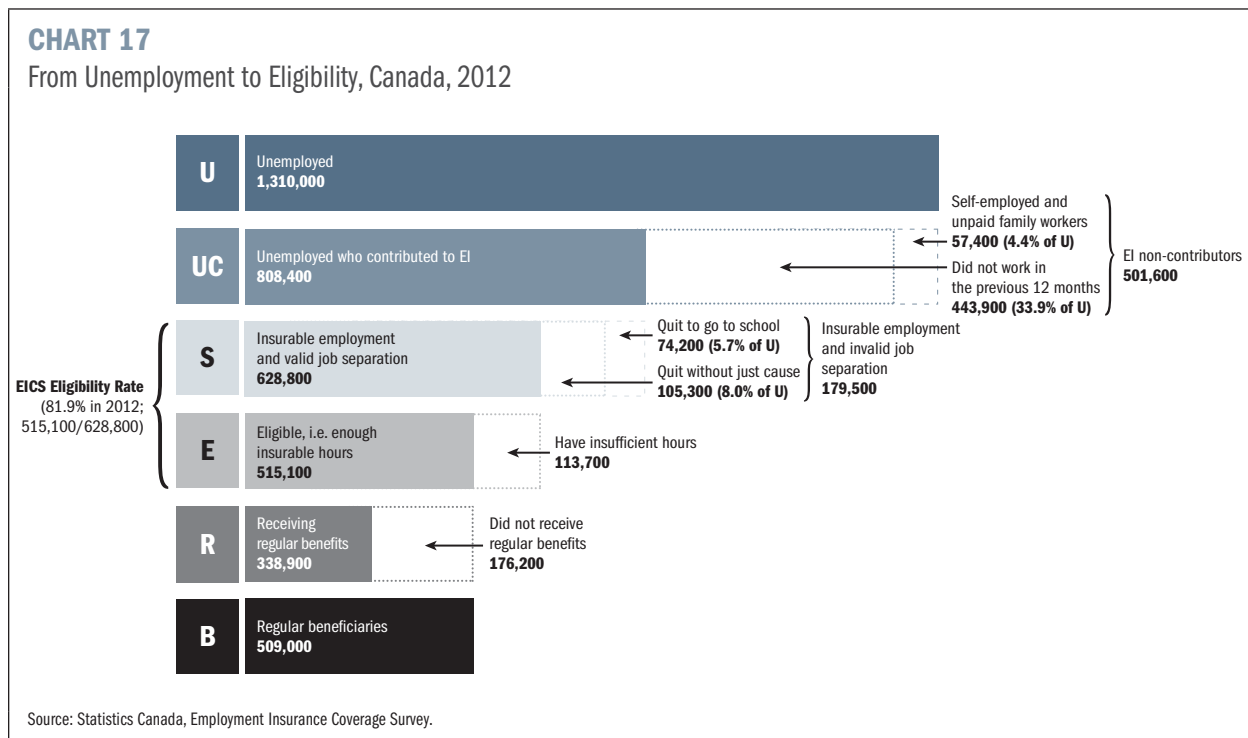 CHART 17
From Unemployment to Eligibility, Canada, 2012
U
Unemployed
1,310,000
Self-employed and
unpaid family workers
57,400 (4.4% of U)
Did not work in
the previous 12 months
443,900 (33.9% of U)
EI non-contributors
501,600
UC
Unemployed who contributed to EI
808,400
EICS Eligibility Rate
(81.9% in 2012;
515,100/628,800)
S
Insurable employment
and valid job separation
628,800
Quit to go to school
74,200 (5.7% of U)
Quit without just cause
105,300 (8.0% of U)
Insurable employment
and invalid job
separation
179,500
E
Eligible, i.e. enough
insurable hours
515,100
Have insufficient hours
113,700
R
Receiving
regular benefits
338,900
Did not receive
regular benefits
176,200
B
Regular beneficiaries
509,000
Source: Statistics Canada, Employment Insurance Coverage Survey.